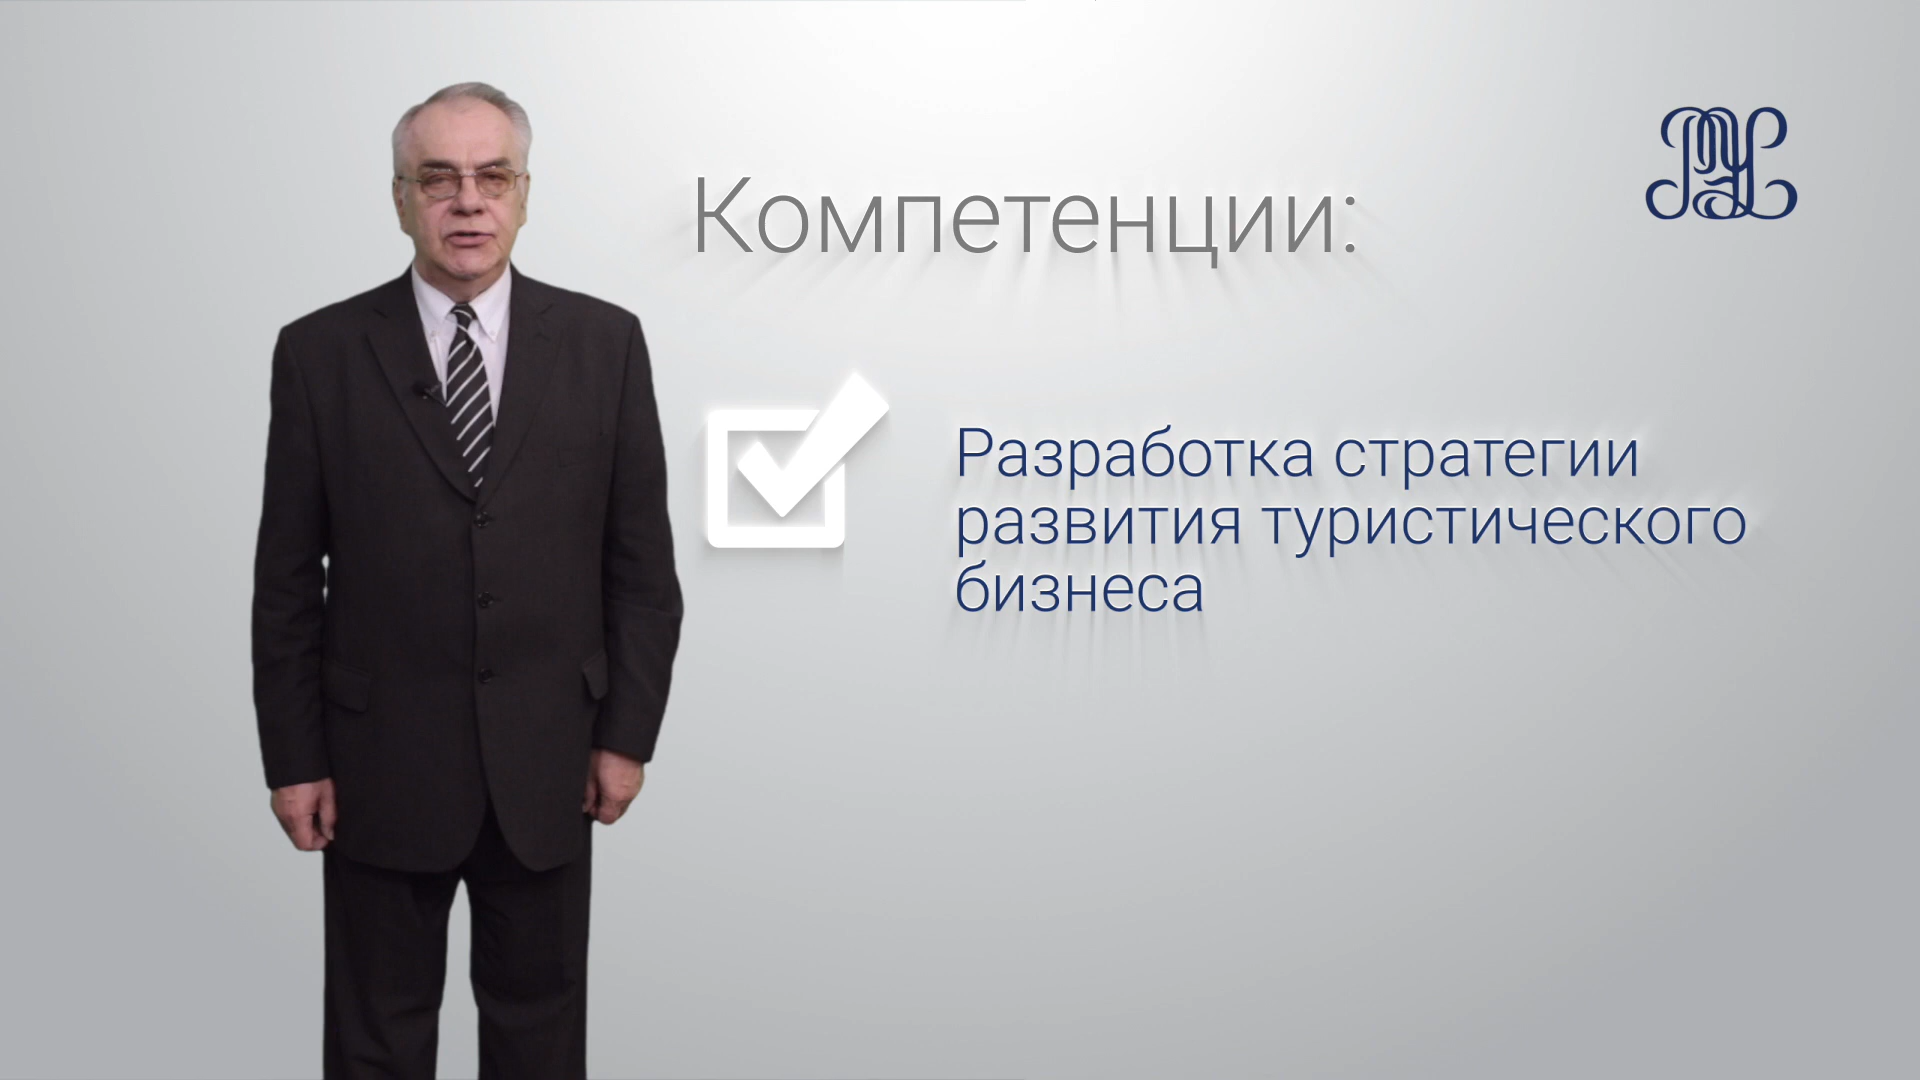 Компетенции:
Разработка стратегии
развития туристического
бизнеса